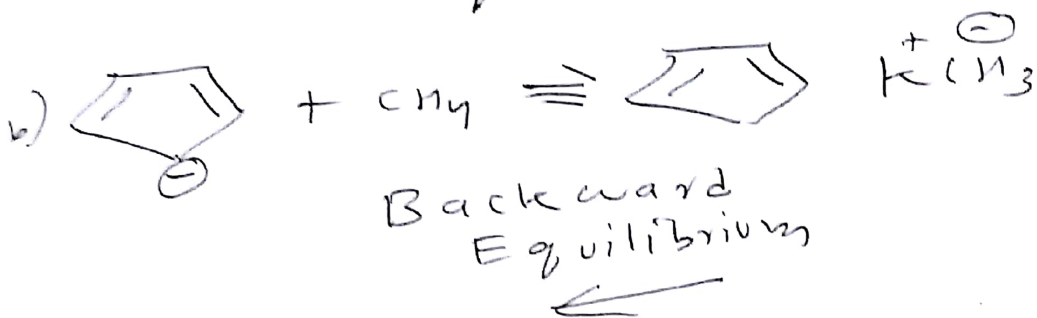 b) ⊖ + CH4 ⇌ K+ CH3⊖
Backward
Equilibrium
←